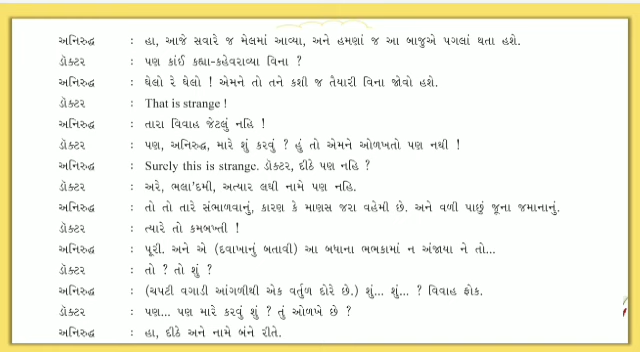 અનિરુદ્ધ : હા, આજે સવારે જ મેલમાં આવ્યા, અને હમણાં જ આ બાજુએ પગલાં થતા હશે.
ડૉક્ટર : પણ કાંઈ કહ્યા-કહેવરાવ્યા વિના ?
અનિરુદ્ધ : ઘેલો રે ઘેલો ! એમને તો તને કશી જ તૈયારી વિના જોવો હશે.
ડૉક્ટર : That is strange !
અનિરુદ્ધ : તારા વિવાહ જેટલું નહિ !
ડૉક્ટર : પણ, અનિરુદ્ધ, મારે શું કરવું ? હું તો એમને ઓળખતો પણ નથી !
અનિરુદ્ધ : Surely this is strange. ડૉક્ટર, દીઠે પણ નહિ ?
ડૉક્ટર : અરે, ભલા'દમી, અત્યાર લથી નામે પણ નહિ.
અનિરુદ્ધ : તો તો તારે સંભાળવાનું, કારણ કે માણસ જરા વહેમી છે. અને વળી પાછું જૂના જમાનાનું.
ડૉક્ટર : ત્યારે તો કમબખ્તી !
અનિરુદ્ધ : પૂરી. અને એ (દવાખાનું બતાવી) આ બધાના ભભકામાં ન અંજાયા ને તો...
ડૉક્ટર : તો ? તો શું ?
અનિરુદ્ધ : (ચપટી વગાડી આંગળીથી એક વર્તુળ દોરે છે.) શું... શું... ? વિવાહ ફોક.
ડૉક્ટર : પણ... પણ મારે કરવું શું ? તું ઓળખે છે ?
અનિરુદ્ધ : હા, દીઠે અને નામે બંને રીતે.